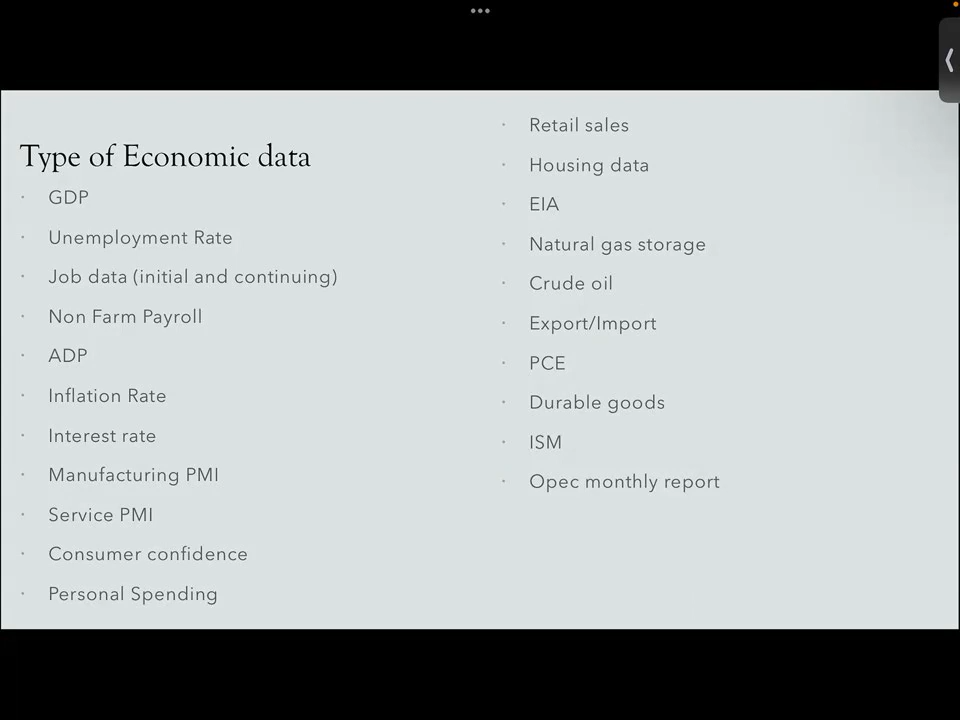 Type of Economic data
GDP
Unemployment Rate
Job data (initial and continuing)
Non Farm Payroll
ADP
Inflation Rate
Interest rate
Manufacturing PMI
Service PMI
Consumer confidence
Personal Spending
Retail sales
Housing data
EIA
Natural gas storage
Crude oil
Export/Import
PCE
Durable goods
ISM
Opec monthly report